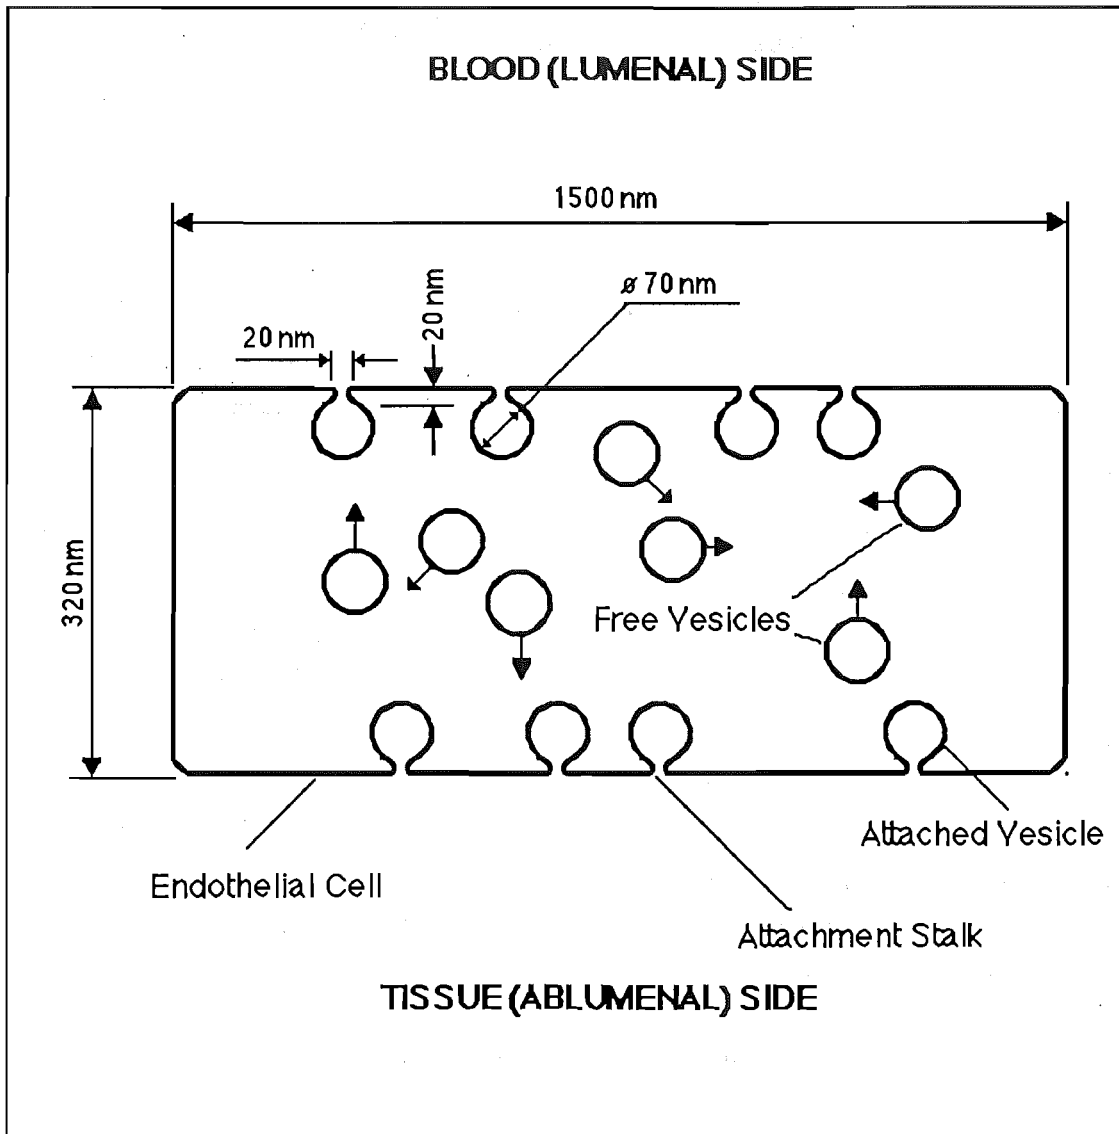 BLOOD (LUMENAL) SIDE
1500 nm
ø 70 nm
20 nm
20 nm
320 nm
Free Yesicles
Attached Yesicle
Endothelial Cell
Attachment Stalk
TISSUE (ABLUMENAL) SIDE